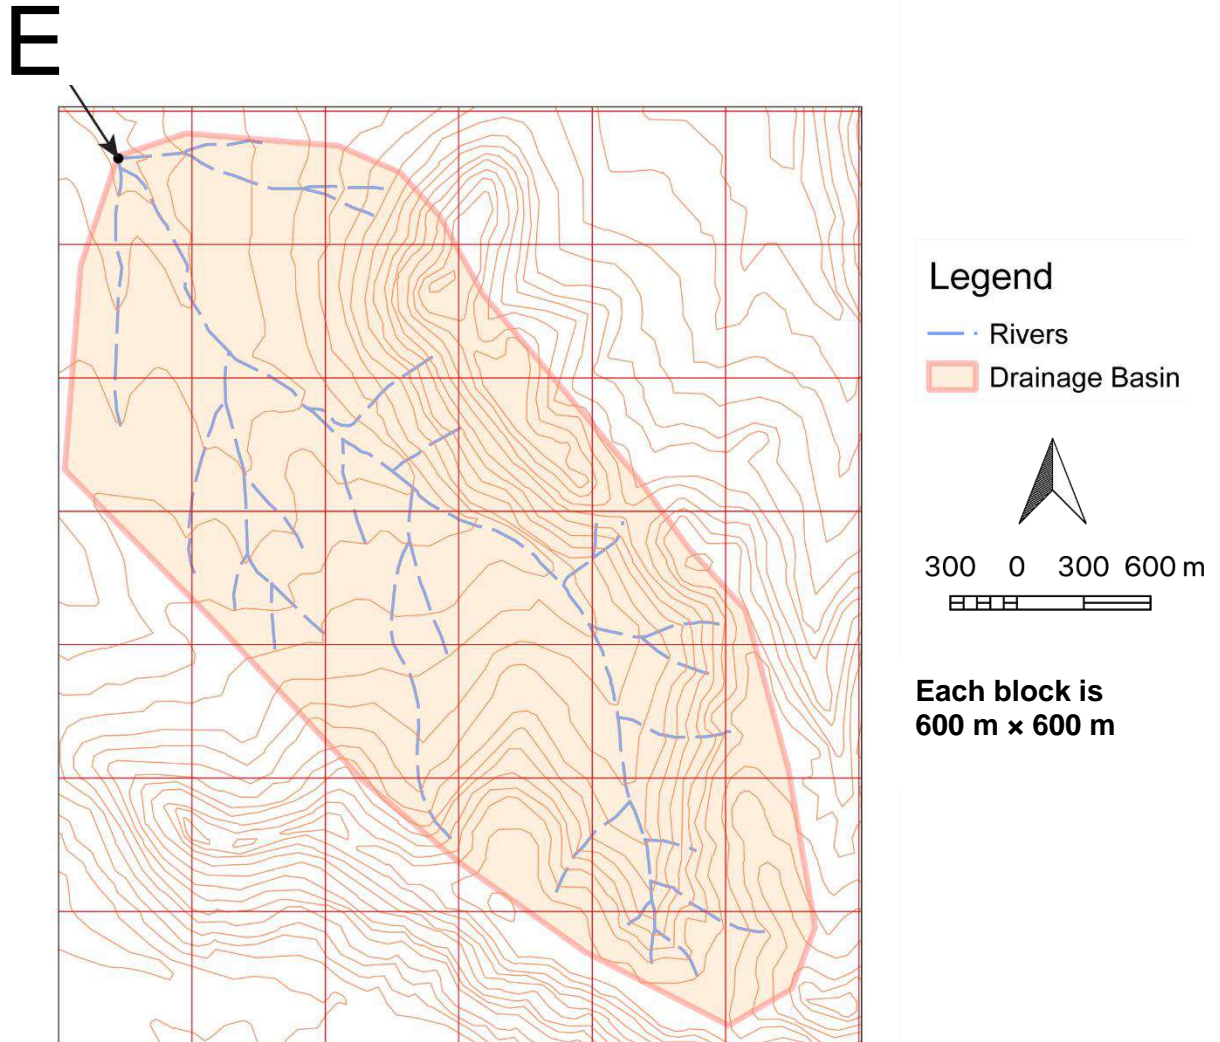 E
Legend
Rivers
Drainage Basin
300 0 300 600 m
Each block is
600 m × 600 m